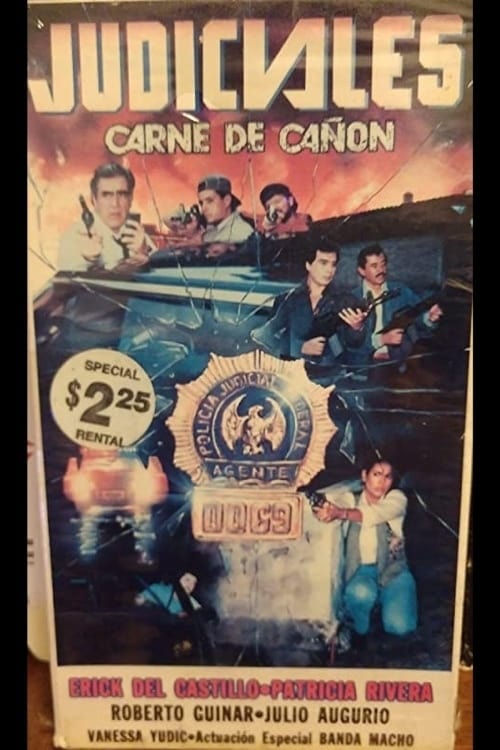 JUDICIALES
CARNE DE CAÑON
SPECIAL
$2.25
RENTAL
POLICIA JUDICIAL FEDERAL
AGENTE
0069
ERICK DEL CASTILLO•PATRICIA RIVERA
ROBERTO GUINAR•JULIO AUGURIO
VANESSA YUDIC•Actuación Especial BANDA MACHO